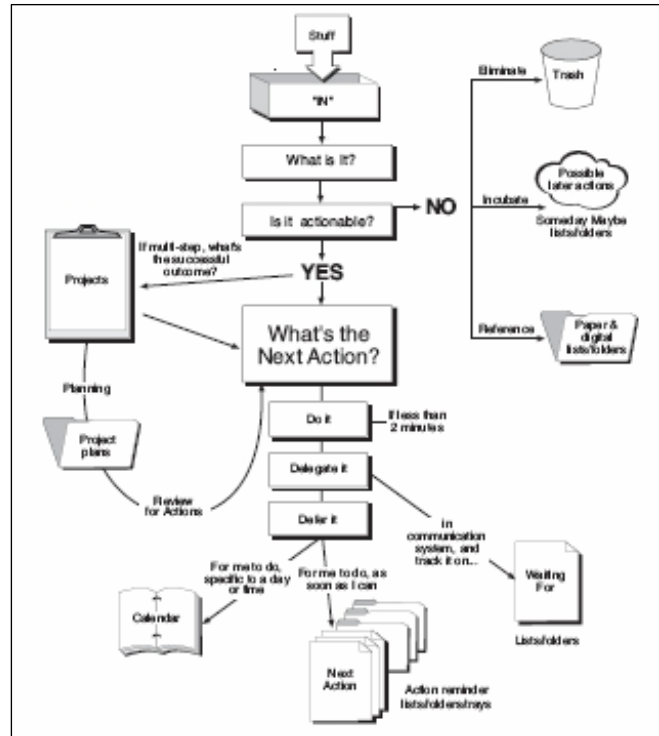 Stuff
"IN"
What is it?
Is it actionable?
NO
Eliminate
Trash
Incubate
Possible
later actions
Someday Maybe
lists/folders
Reference
Paper &
digital
lists/folders
YES
If multi-step, what's
the successful
outcome?
Projects
Planning
Project
plans
Review
for Actions
What's the
Next Action?
Do it
If less than
2 minutes
Delegate it
in
communication
system, and
track it on...
Waiting
For
Lists/folders
Defer it
For me to do,
specific to a day
or time
Calendar
For me to do, as
soon as I can
Next
Action
Action reminder
lists/folders/trays